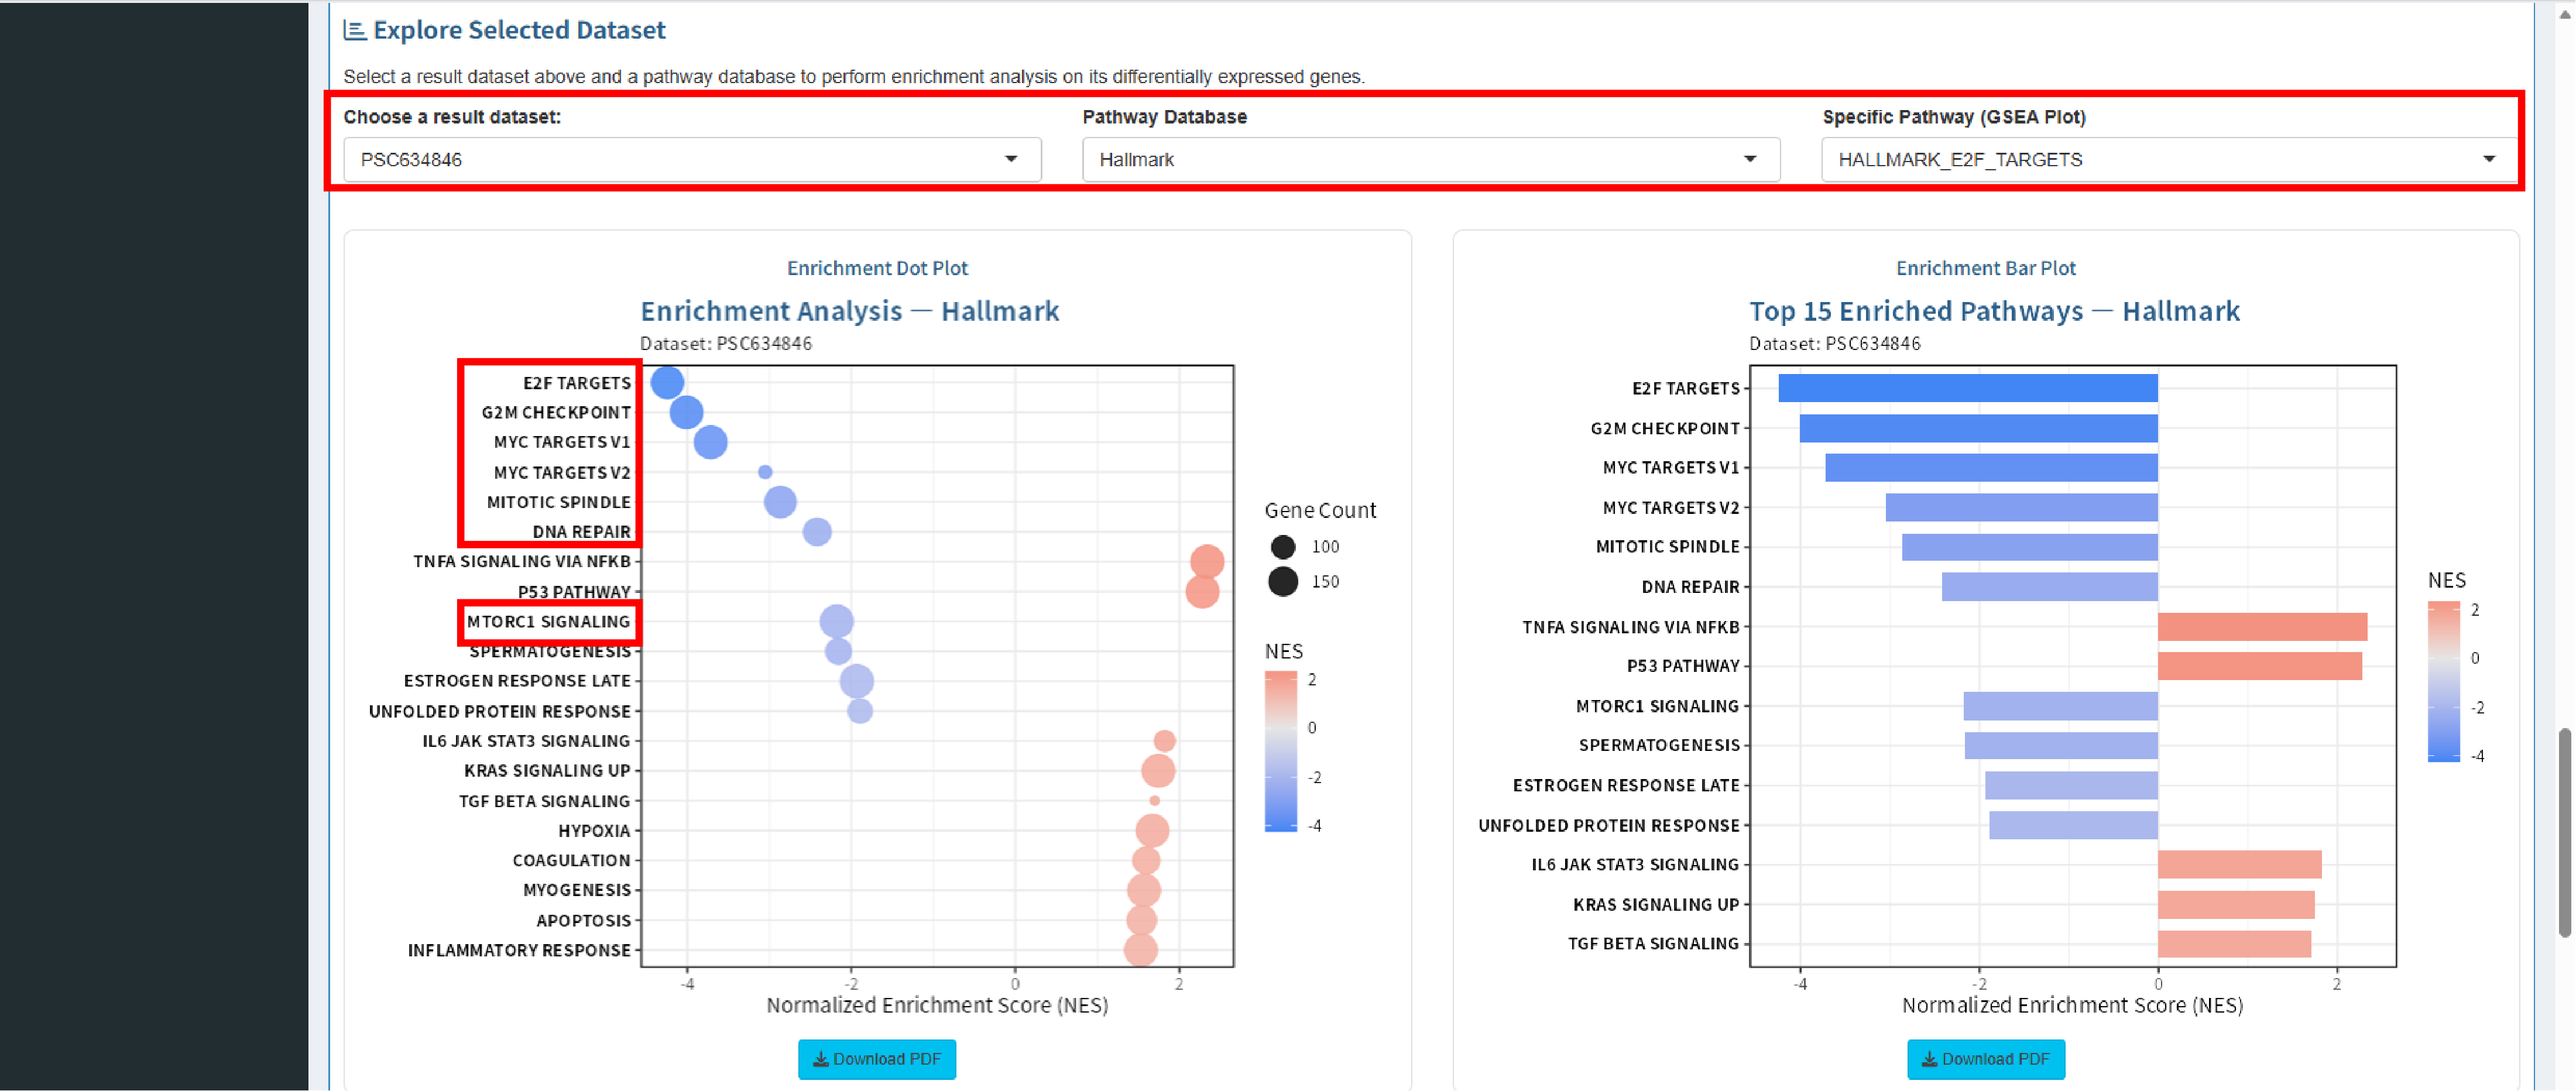 Explore Selected Dataset
Select a result dataset above and a pathway database to perform enrichment analysis on its differentially expressed genes.
Choose a result dataset:
PSC634846
Pathway Database
Hallmark
Specific Pathway (GSEA Plot)
HALLMARK_E2F_TARGETS
Enrichment Dot Plot
Enrichment Analysis — Hallmark
Dataset: PSC634846
E2F TARGETS
G2M CHECKPOINT
MYC TARGETS V1
MYC TARGETS V2
MITOTIC SPINDLE
DNA REPAIR
TNFA SIGNALING VIA NFKB
P53 PATHWAY
MTORC1 SIGNALING
SPERMATOGENESIS
ESTROGEN RESPONSE LATE
UNFOLDED PROTEIN RESPONSE
IL6 JAK STAT3 SIGNALING
KRAS SIGNALING UP
TGF BETA SIGNALING
HYPOXIA
COAGULATION
MYOGENESIS
APOPTOSIS
INFLAMMATORY RESPONSE
-4 -2 0 2
Normalized Enrichment Score (NES)
Gene Count
100
150
NES
2
0
-2
-4
Download PDF
Enrichment Bar Plot
Top 15 Enriched Pathways — Hallmark
Dataset: PSC634846
E2F TARGETS
G2M CHECKPOINT
MYC TARGETS V1
MYC TARGETS V2
MITOTIC SPINDLE
DNA REPAIR
TNFA SIGNALING VIA NFKB
P53 PATHWAY
MTORC1 SIGNALING
SPERMATOGENESIS
ESTROGEN RESPONSE LATE
UNFOLDED PROTEIN RESPONSE
IL6 JAK STAT3 SIGNALING
KRAS SIGNALING UP
TGF BETA SIGNALING
-4 -2 0 2
Normalized Enrichment Score (NES)
NES
2
0
-2
-4
Download PDF